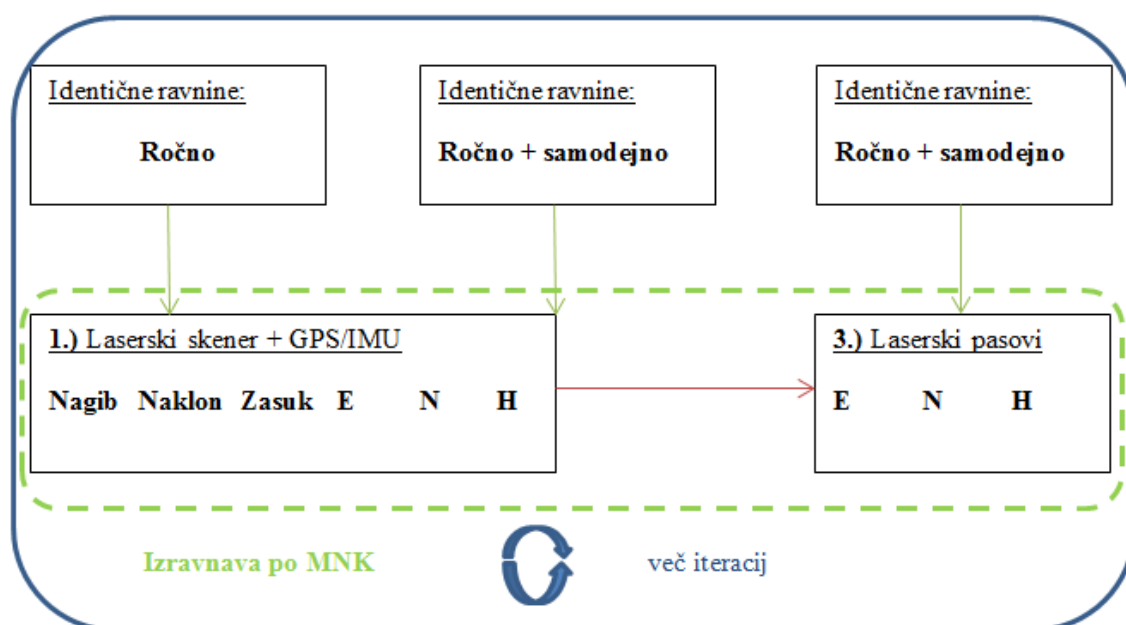 Identične ravnine:
Ročno
Identične ravnine:
Ročno + samodejno
Identične ravnine:
Ročno + samodejno
1.) Laserski skener + GPS/IMU
Nagib Naklon Zasuk E N H
3.) Laserski pasovi
E N H
Izravnava po MNK
več iteracij